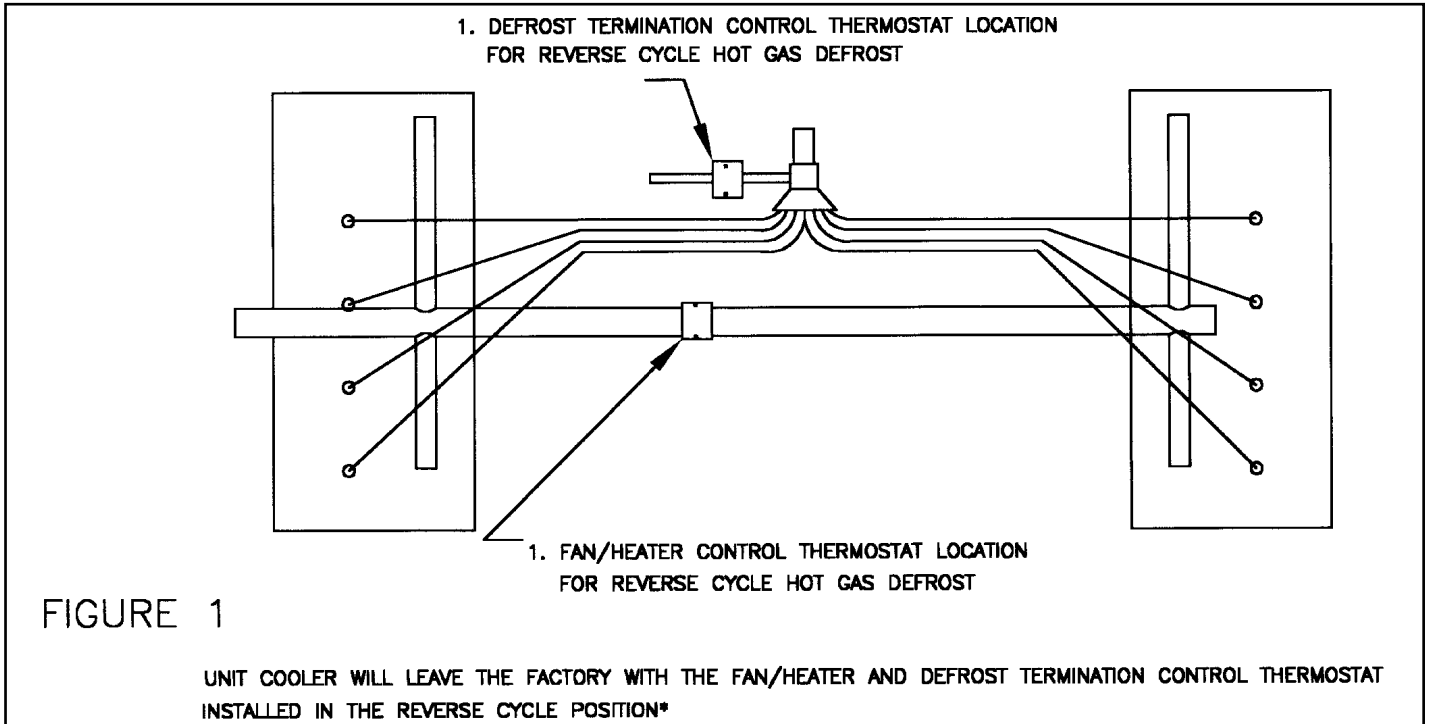 1. DEFROST TERMINATION CONTROL THERMOSTAT LOCATION
FOR REVERSE CYCLE HOT GAS DEFROST
1. FAN/HEATER CONTROL THERMOSTAT LOCATION
FOR REVERSE CYCLE HOT GAS DEFROST
FIGURE 1
UNIT COOLER WILL LEAVE THE FACTORY WITH THE FAN/HEATER AND DEFROST TERMINATION CONTROL THERMOSTAT
INSTALLED IN THE REVERSE CYCLE POSITION*